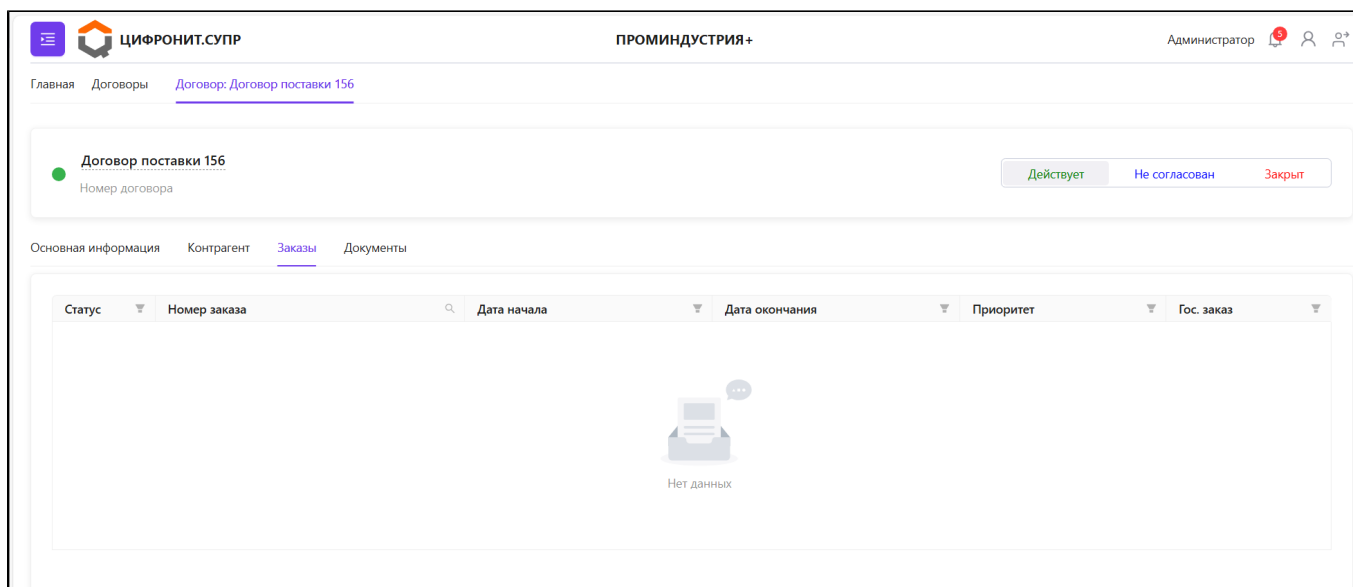 ЦИФРОНИТ.СУПР ПРОМИНДУСТРИЯ+ Администратор 5
Главная Договоры Договор: Договор поставки 156
Договор поставки 156
Номер договора
Действует Не согласован Закрыт
Основная информация Контрагент Заказы Документы
Статус Номер заказа Дата начала Дата окончания Приоритет Гос. заказ
Нет данных